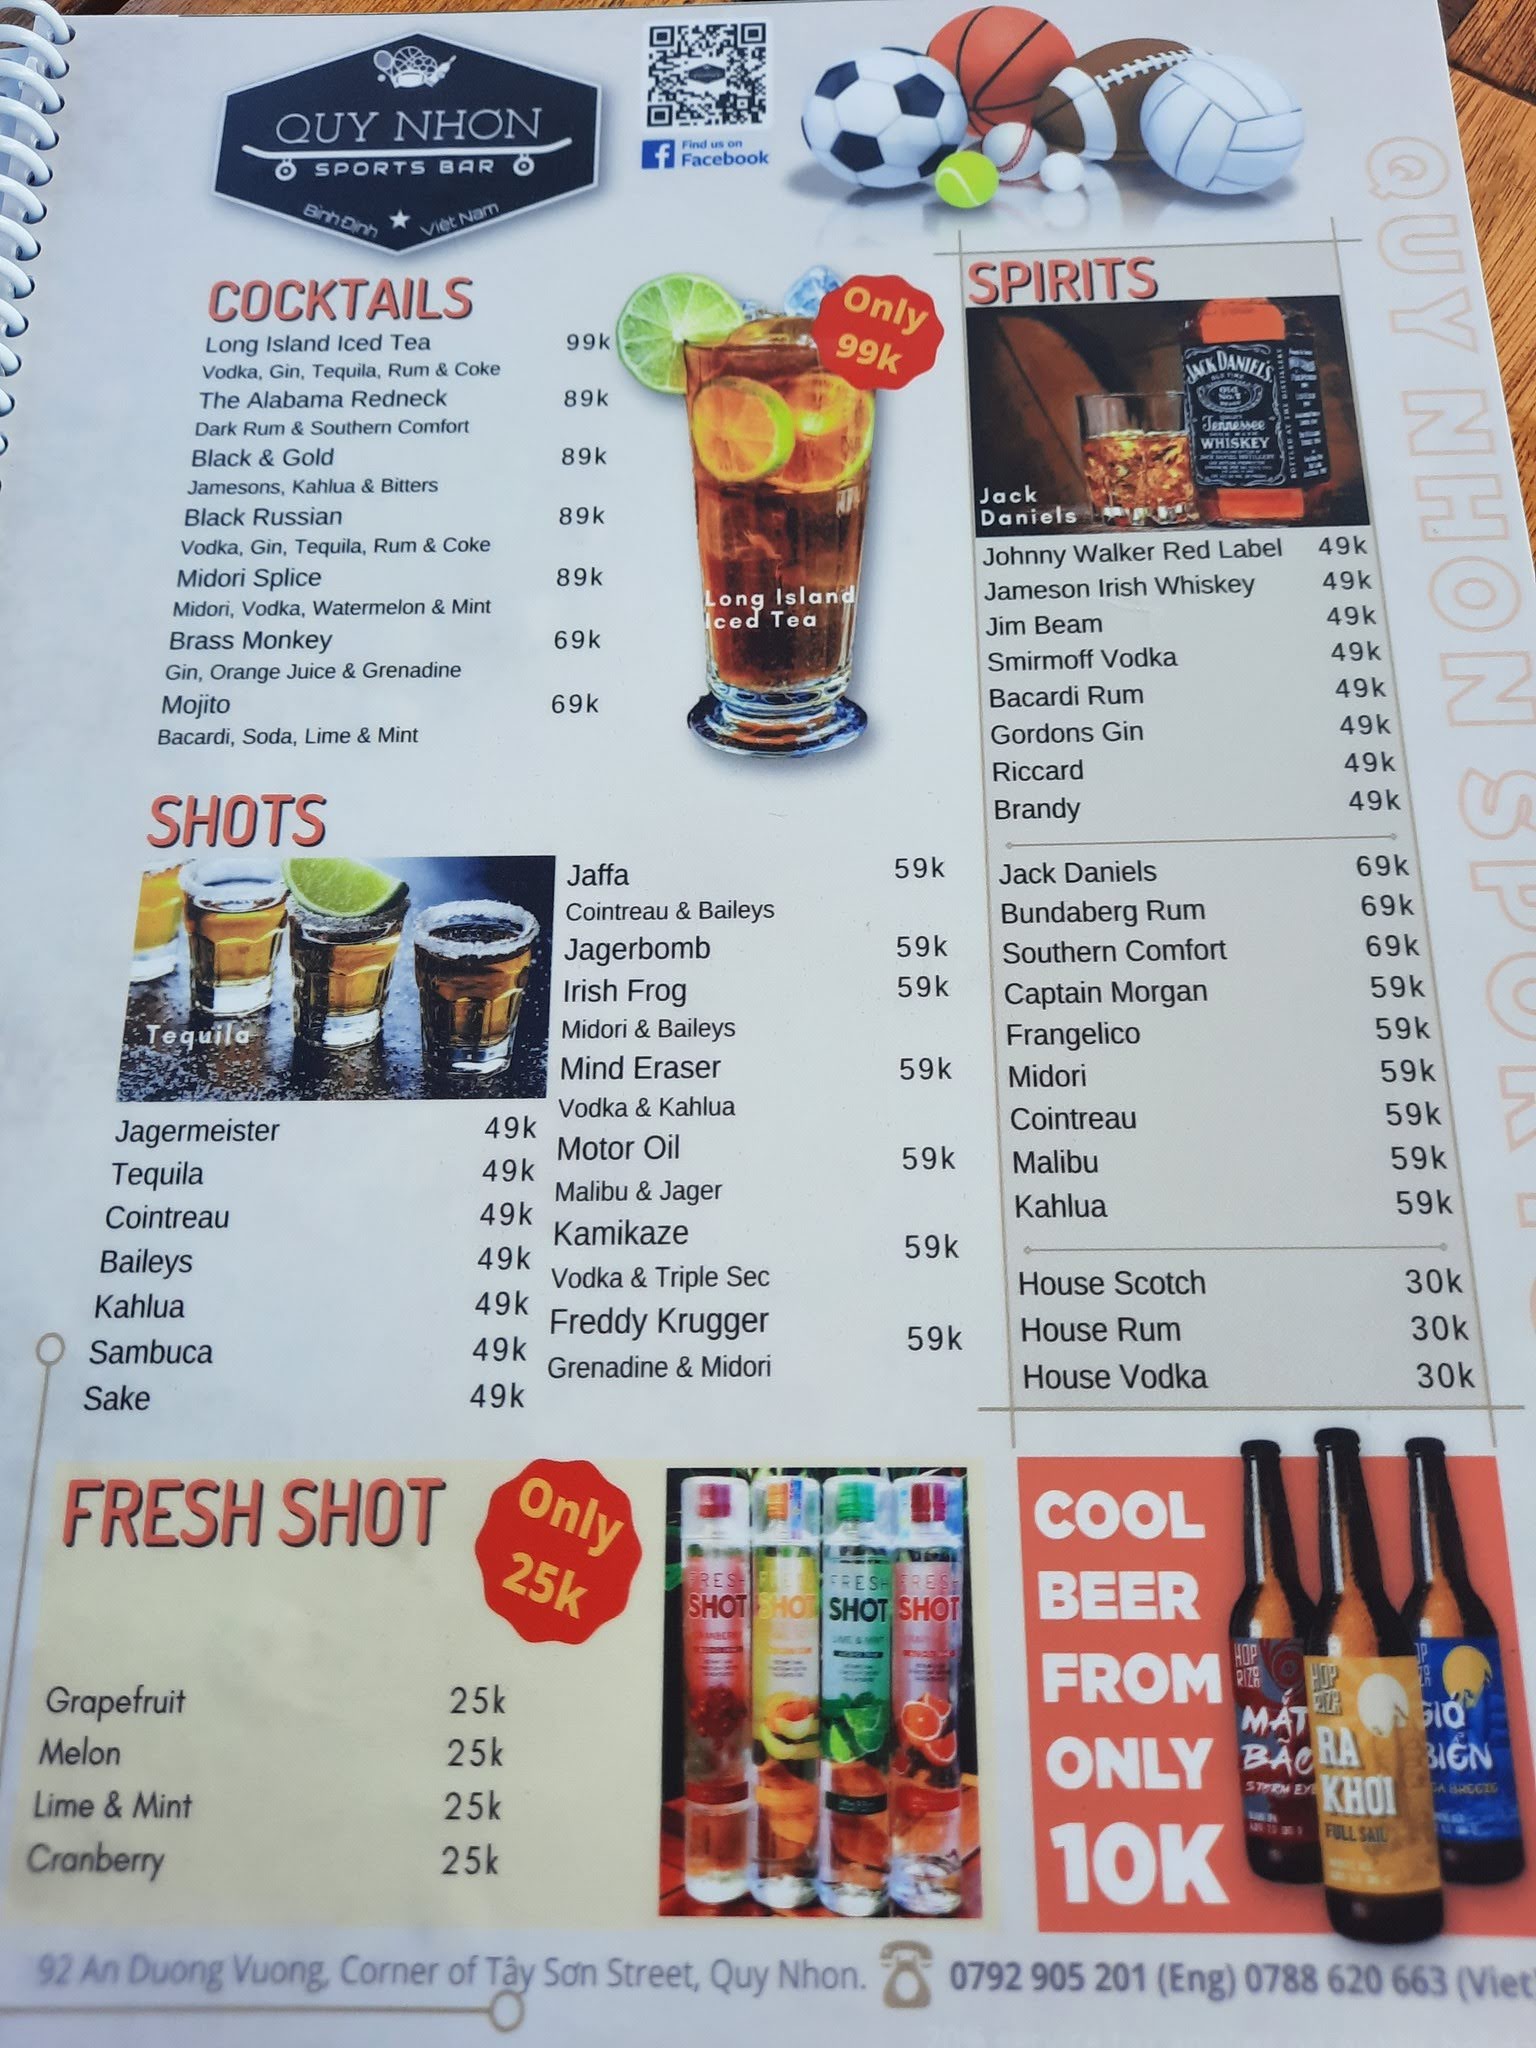 QUY NHƠN
SPORTS BAR
Bình Định ★ Việt Nam
Find us on
Facebook
COCKTAILS
Long Island Iced Tea 99k
Vodka, Gin, Tequila, Rum & Coke
The Alabama Redneck 89k
Dark Rum & Southern Comfort
Black & Gold 89k
Jamesons, Kahlua & Bitters
Black Russian 89k
Vodka, Gin, Tequila, Rum & Coke
Midori Splice 89k
Midori, Vodka, Watermelon & Mint
Brass Monkey 69k
Gin, Orange Juice & Grenadine
Mojito 69k
Bacardi, Soda, Lime & Mint
Only
99k
Long Island
Iced Tea
SHOTS
Tequila
Jagermeister 49k
Tequila 49k
Cointreau 49k
Baileys 49k
Kahlua 49k
Sambuca 49k
Sake 49k
Jaffa 59k
Cointreau & Baileys
Jagerbomb 59k
Irish Frog 59k
Midori & Baileys
Mind Eraser 59k
Vodka & Kahlua
Motor Oil 59k
Malibu & Jager
Kamikaze 59k
Vodka & Triple Sec
Freddy Krugger 59k
Grenadine & Midori
SPIRITS
JACK DANIEL'S
OLD NO.7
Tennessee
WHISKEY
Jack
Daniels
Johnny Walker Red Label 49k
Jameson Irish Whiskey 49k
Jim Beam 49k
Smirmoff Vodka 49k
Bacardi Rum 49k
Gordons Gin 49k
Riccard 49k
Brandy 49k
Jack Daniels 69k
Bundaberg Rum 69k
Southern Comfort 69k
Captain Morgan 59k
Frangelico 59k
Midori 59k
Cointreau 59k
Malibu 59k
Kahlua 59k
House Scotch 30k
House Rum 30k
House Vodka 30k
QUY NHON SPORT
FRESH SHOT
Only
25k
Grapefruit 25k
Melon 25k
Lime & Mint 25k
Cranberry 25k
FRESH FRESH FRESH
SHOT SHOT SHOT SHOT
LIME & MINT
COOL
BEER
FROM
ONLY
10K
HOP
RIZA
MẮT
BÃO
STORM EYE
HOP
RIZA
RA
KHƠI
FULL SAIL
GIÓ
BIỂN
92 An Duong Vuong, Corner of Tây Sơn Street, Quy Nhon. 0792 905 201 (Eng) 0788 620 663 (Viet)